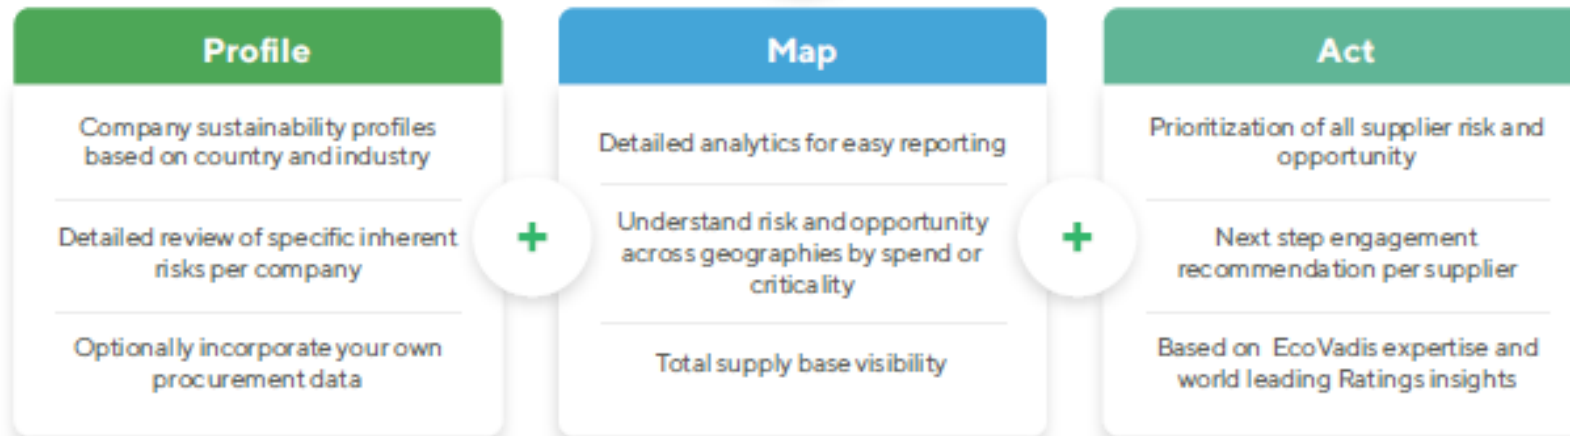 Profile
Company sustainability profiles
based on country and industry
Detailed review of specific inherent
risks per company
Optionally incorporate your own
procurement data
+
Map
Detailed analytics for easy reporting
Understand risk and opportunity
across geographies by spend or
criticality
Total supply base visibility
+
Act
Prioritization of all supplier risk and
opportunity
Next step engagement
recommendation per supplier
Based on EcoVadis expertise and
world leading Ratings insights